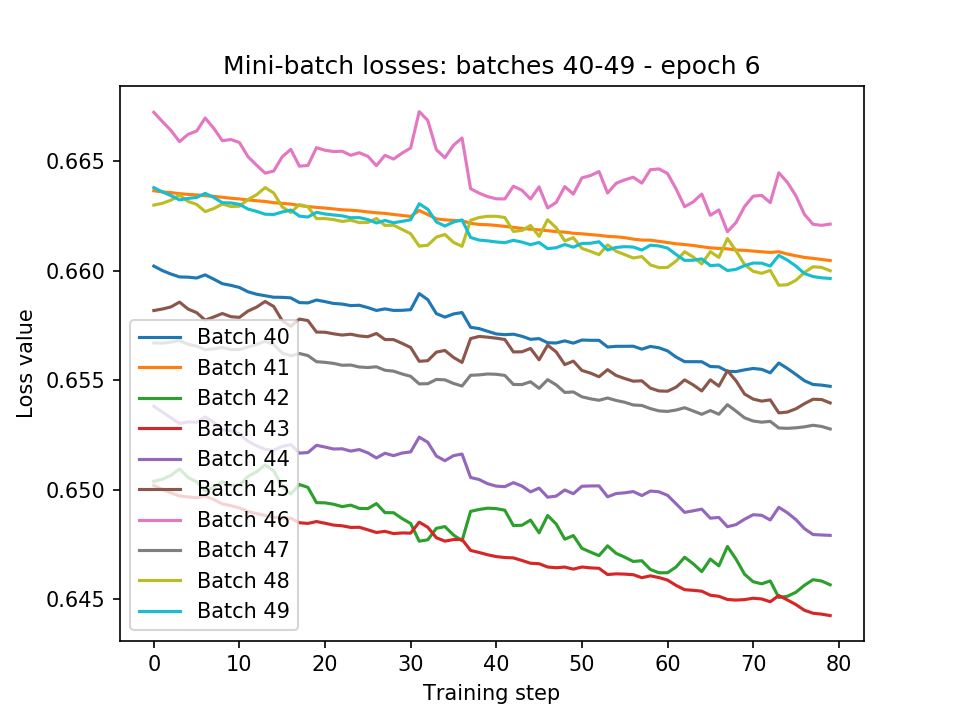 Mini-batch losses: batches 40-49 - epoch 6
Loss value
0.665
0.660
0.655
0.650
0.645
Batch 40
Batch 41
Batch 42
Batch 43
Batch 44
Batch 45
Batch 46
Batch 47
Batch 48
Batch 49
0 10 20 30 40 50 60 70 80
Training step